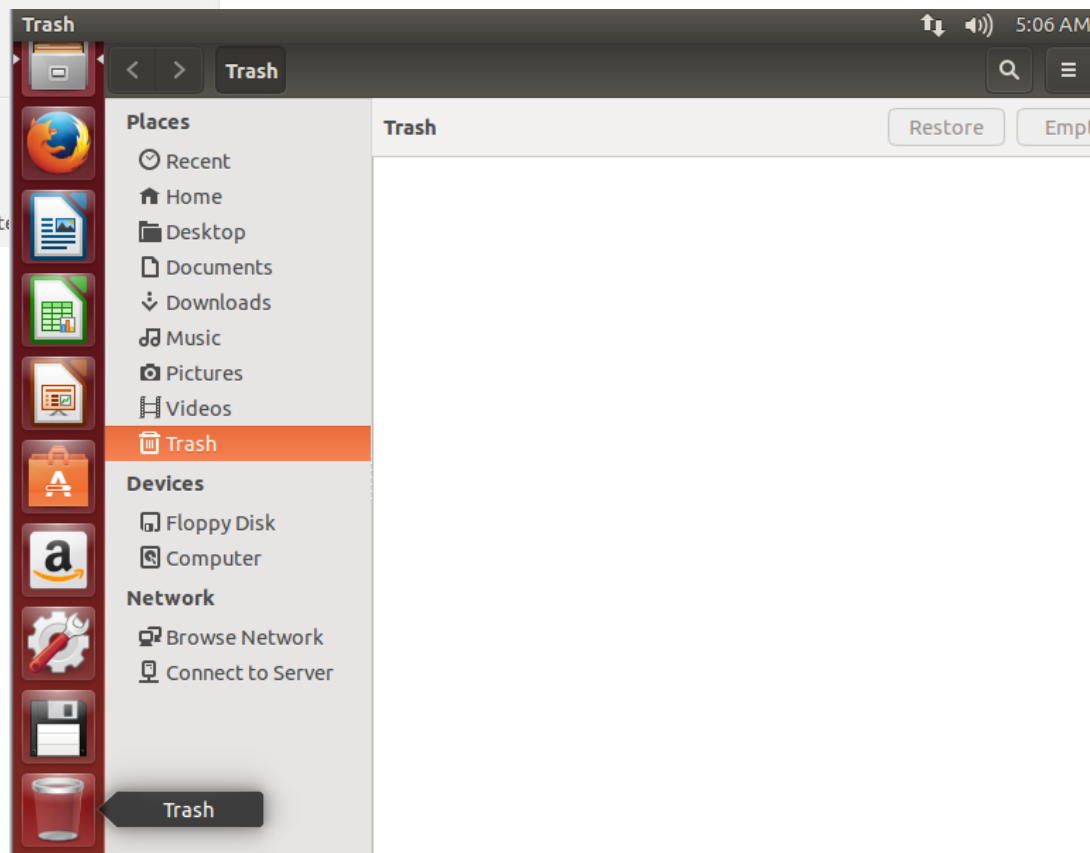 Trash
5:06 AM
Trash
Places
Recent
Home
Desktop
Documents
Downloads
Music
Pictures
Videos
Trash
Devices
Floppy Disk
Computer
Network
Browse Network
Connect to Server
Trash
Restore
Empt
a
Trash